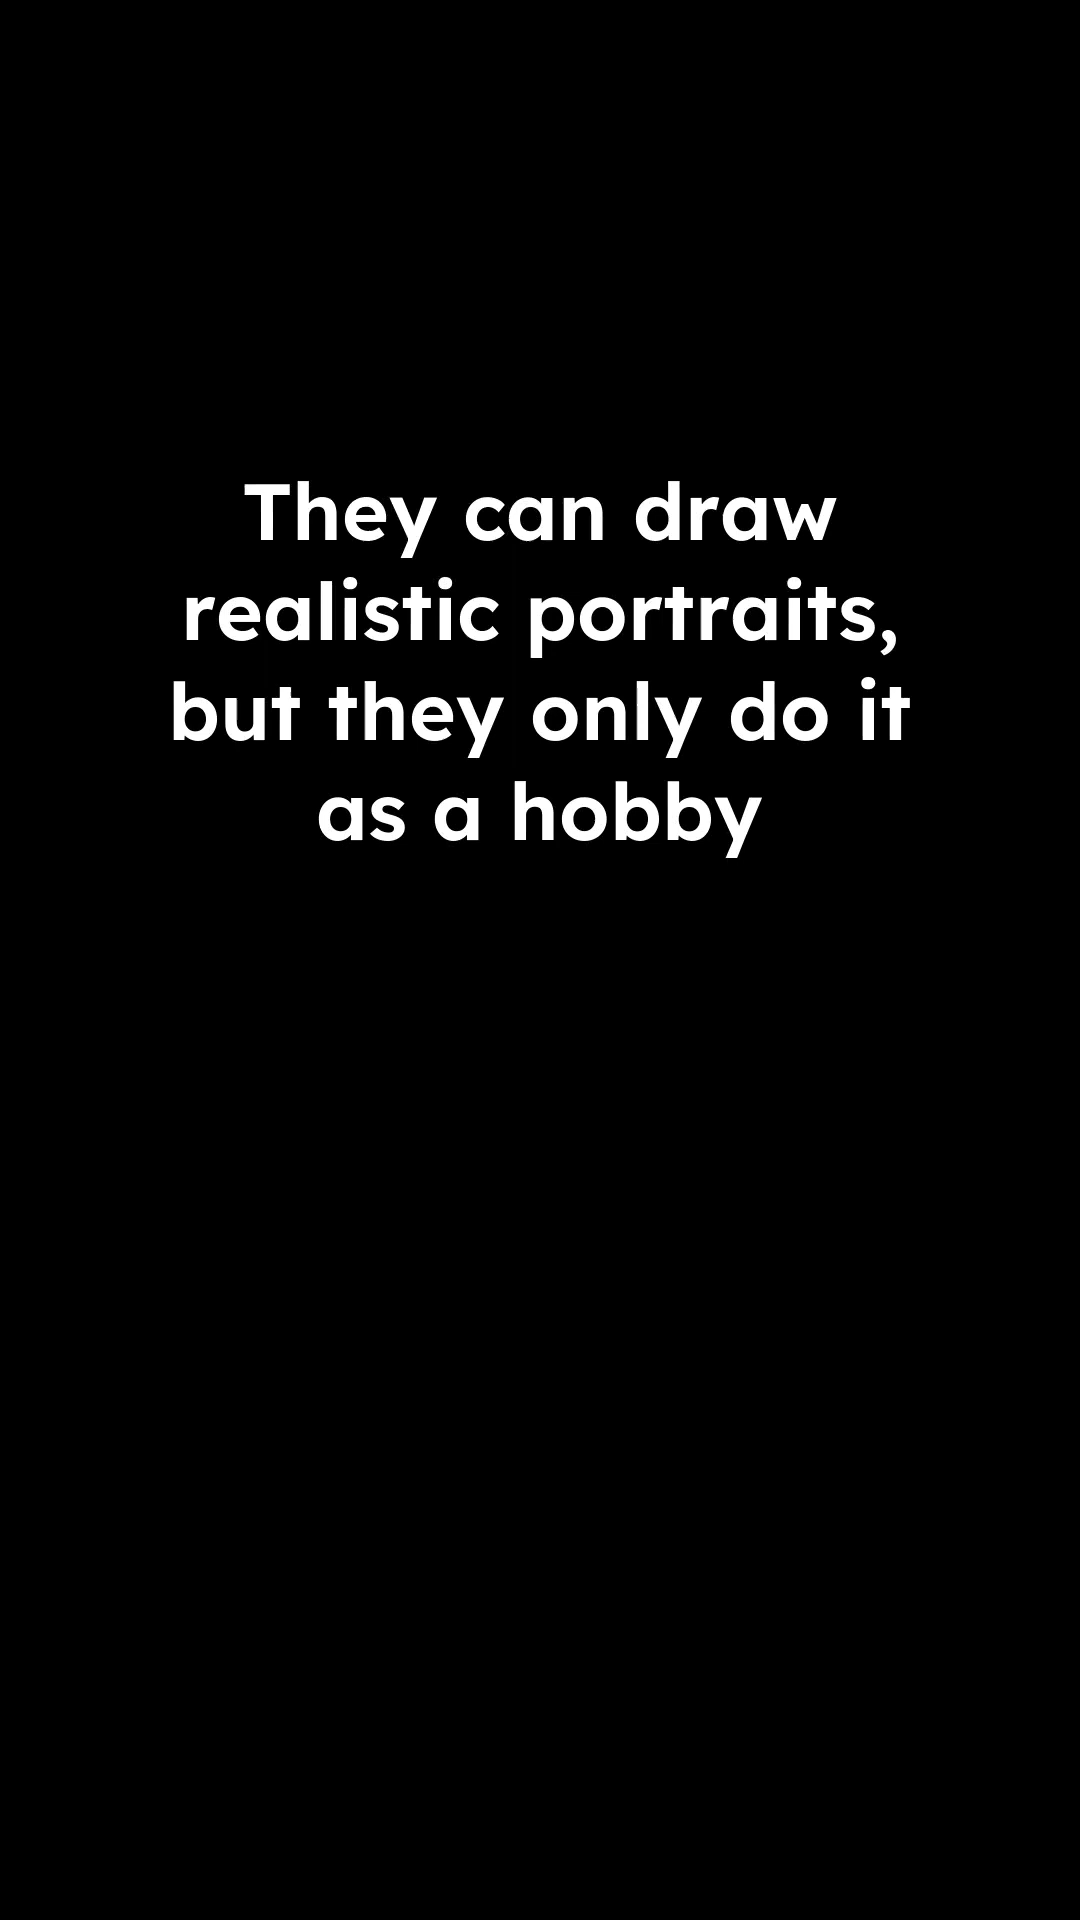 They can draw
realistic portraits,
but they only do it
as a hobby